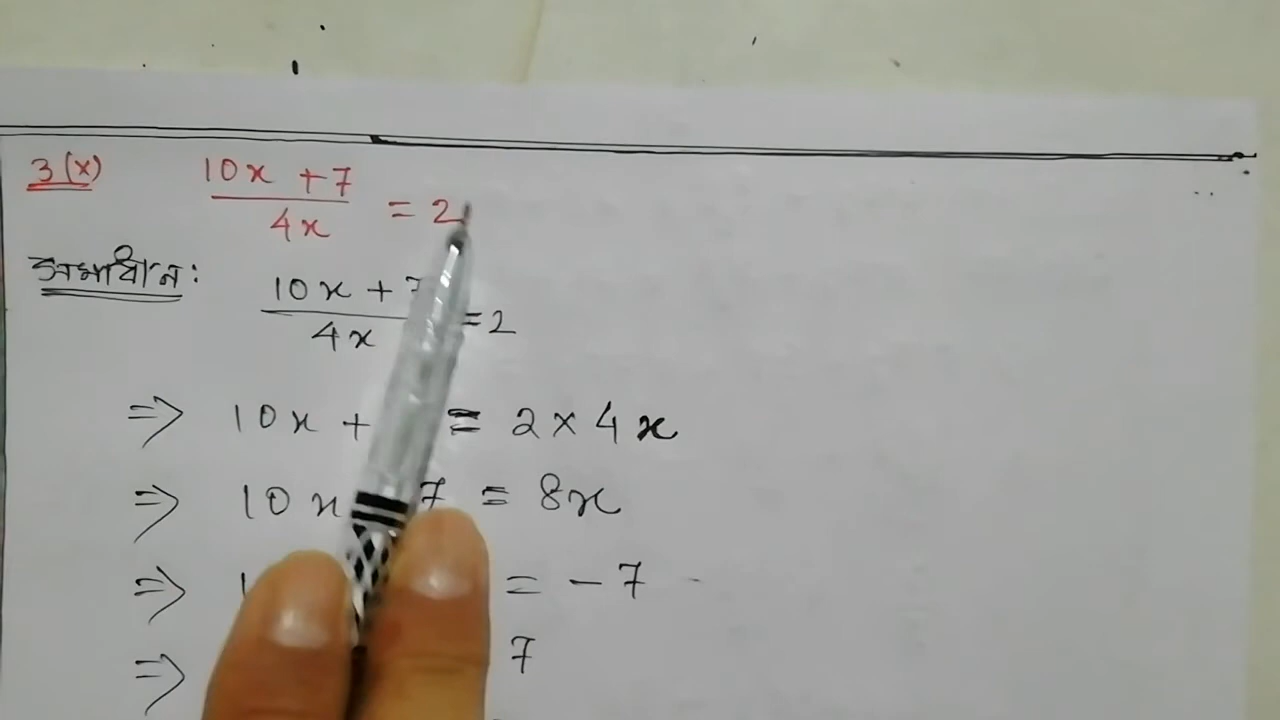 3(x) 10x + 7 / 4x = 2
সমাধান: 10x + / 4x = 2
⇒ 10x + = 2 × 4x
⇒ 10x 7 = 8x
⇒ = - 7
⇒ 7